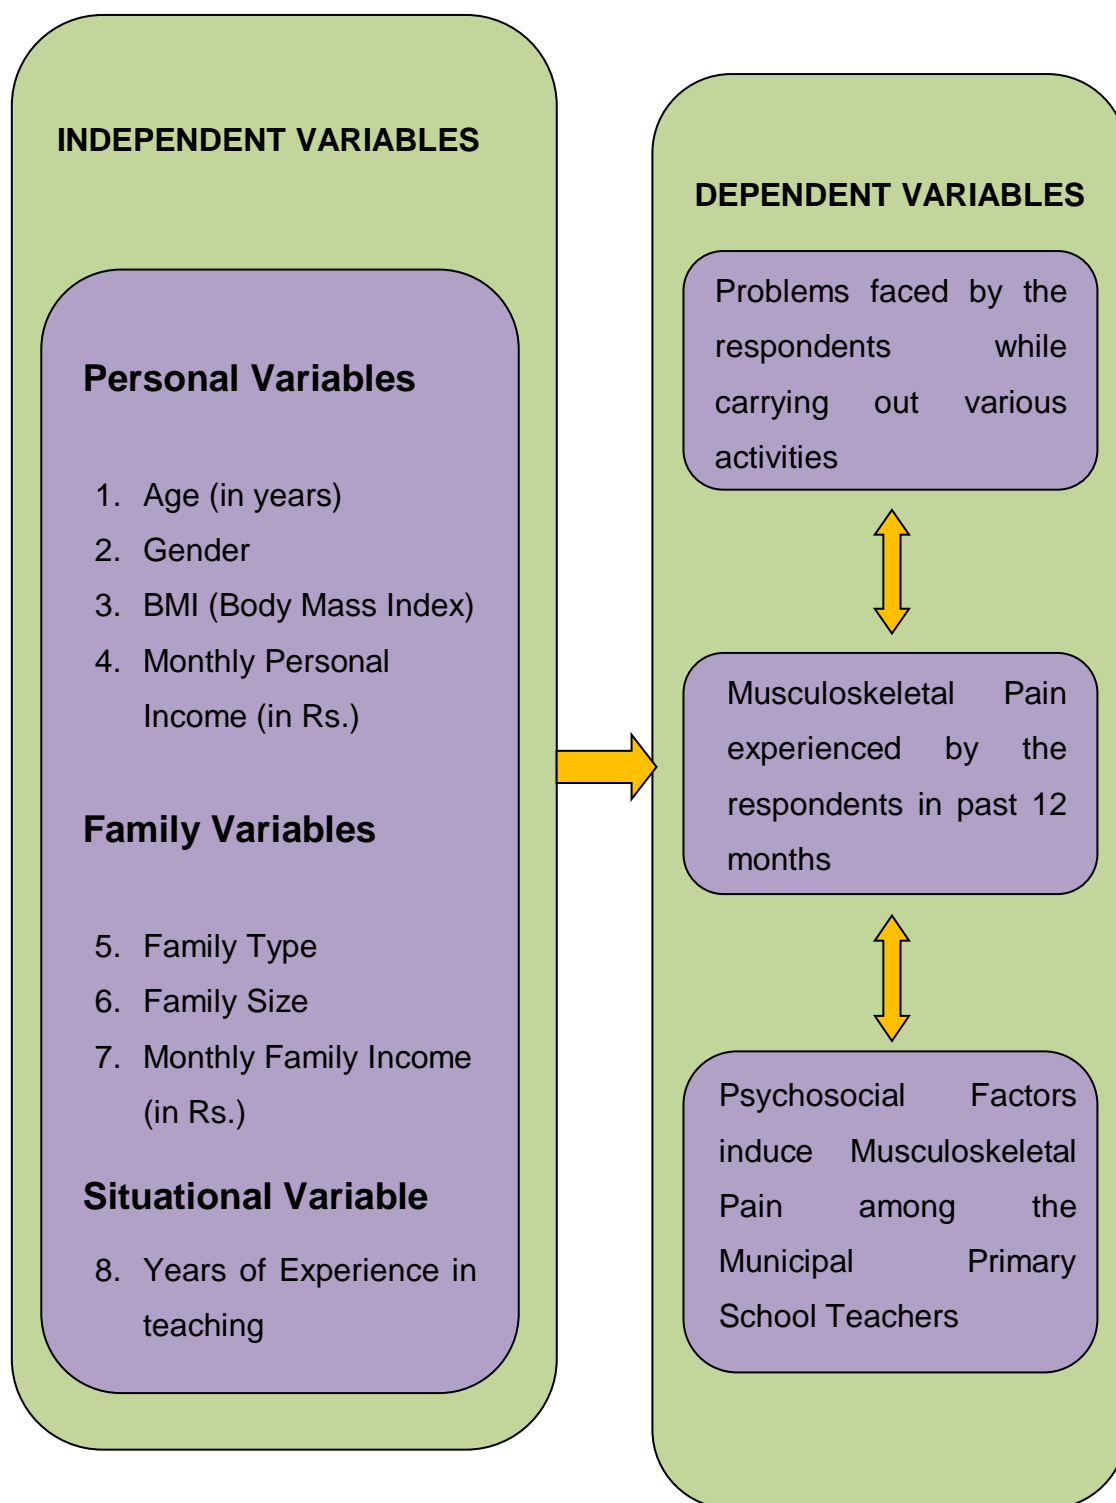 INDEPENDENT VARIABLES
Personal Variables
1. Age (in years)
2. Gender
3. BMI (Body Mass Index)
4. Monthly Personal
Income (in Rs.)
Family Variables
5. Family Type
6. Family Size
7. Monthly Family Income
(in Rs.)
Situational Variable
8. Years of Experience in
teaching
DEPENDENT VARIABLES
Problems faced by the
respondents while
carrying out various
activities
Musculoskeletal Pain
experienced by the
respondents in past 12
months
Psychosocial Factors
induce Musculoskeletal
Pain among the
Municipal Primary
School Teachers